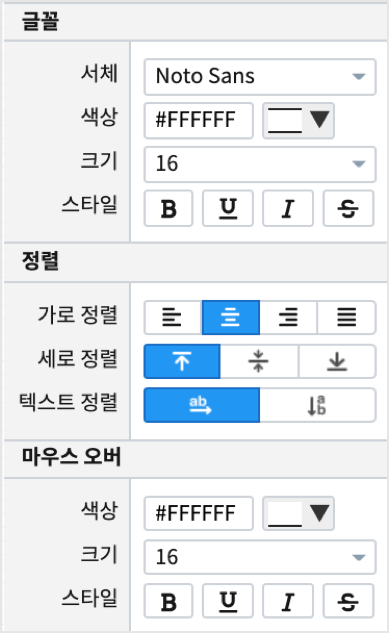 글꼴
서체 Noto Sans
색상 #FFFFFF
크기 16
스타일 B U I S
정렬
가로 정렬
세로 정렬
텍스트 정렬 ab ab
마우스 오버
색상 #FFFFFF
크기 16
스타일 B U I S